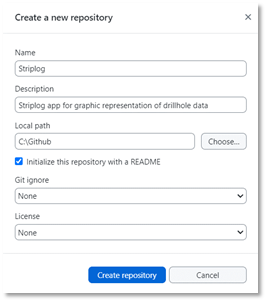 Create a new repository
Name
Striplog
Description
Striplog app for graphic representation of drillhole data
Local path
C:\Github
Choose...
Initialize this repository with a README
Git ignore
None
License
None
Create repository
Cancel